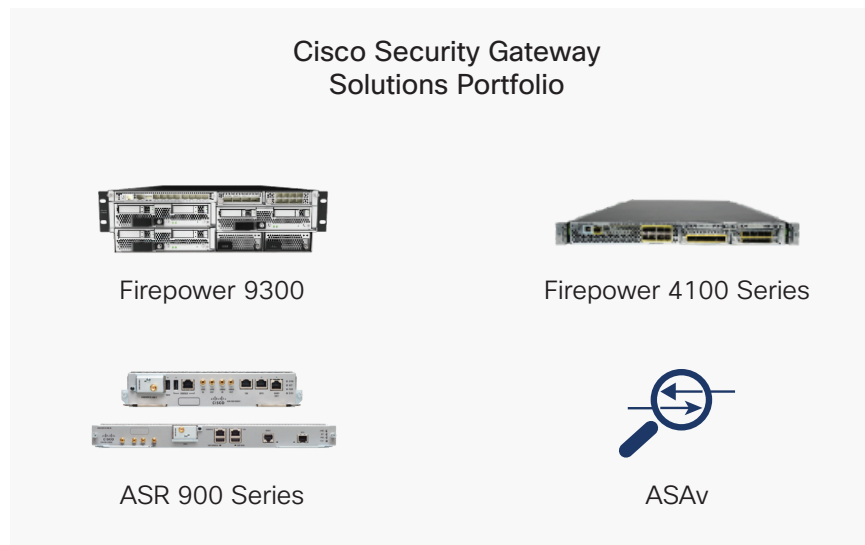 Cisco Security Gateway
Solutions Portfolio
Firepower 9300
Firepower 4100 Series
ASR 900 Series
ASAv